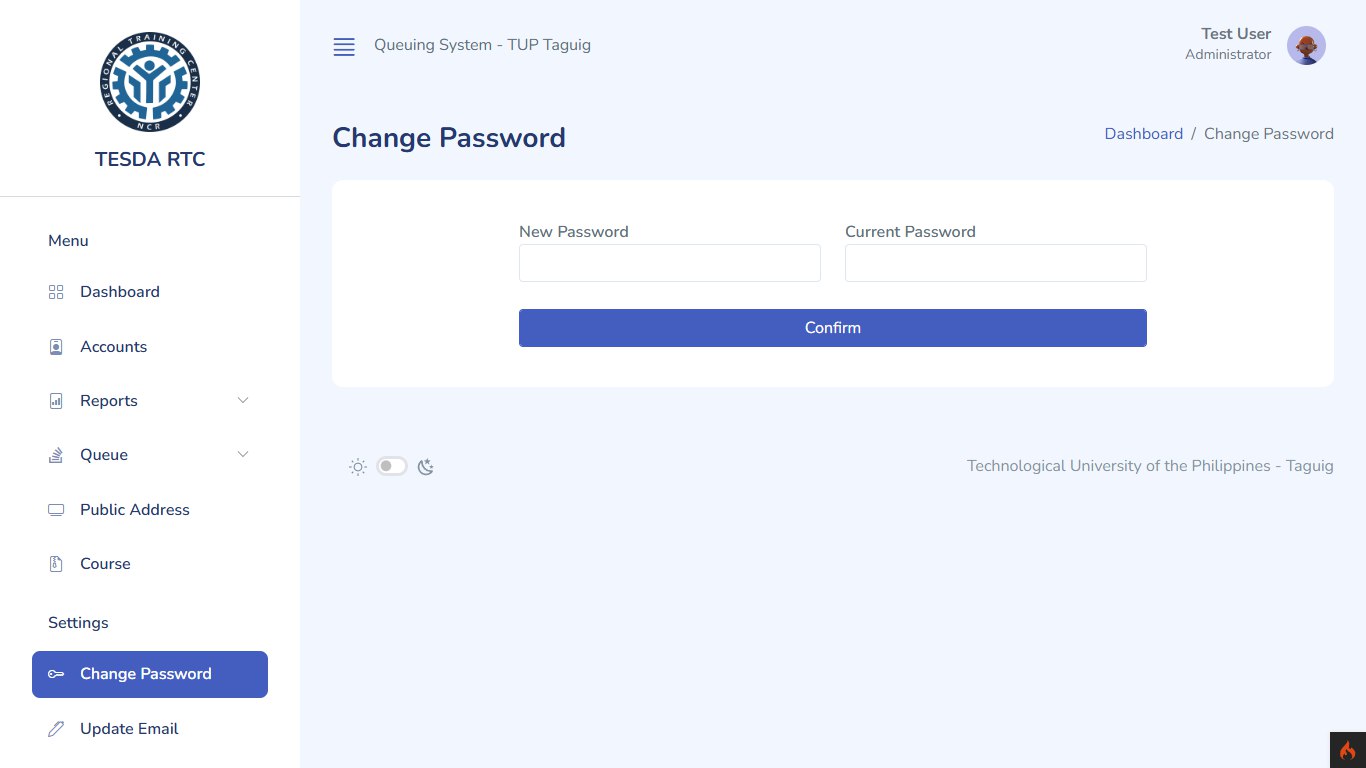 REGIONAL TRAINING CENTER
NCR
TESDA RTC
Menu
Dashboard
Accounts
Reports
Queue
Public Address
Course
Settings
Change Password
Update Email
Queuing System - TUP Taguig
Test User
Administrator
Change Password
Dashboard / Change Password
New Password
Current Password
Confirm
Technological University of the Philippines - Taguig